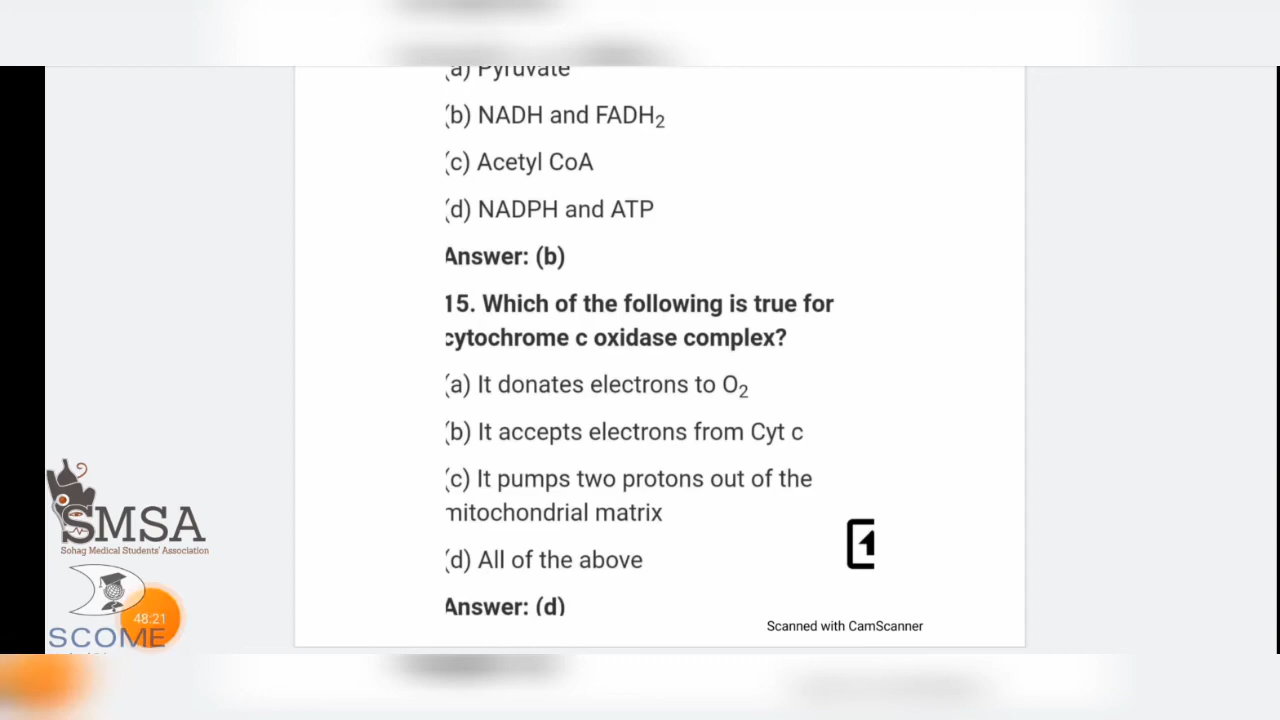 (a) Pyruvate
(b) NADH and FADH₂
(c) Acetyl CoA
(d) NADPH and ATP
Answer: (b)
15. Which of the following is true for
cytochrome c oxidase complex?
(a) It donates electrons to O₂
(b) It accepts electrons from Cyt c
(c) It pumps two protons out of the
mitochondrial matrix
(d) All of the above
Answer: (d)
Scanned with CamScanner
SMSA
Sohag Medical Students' Association
48:21
SCOME